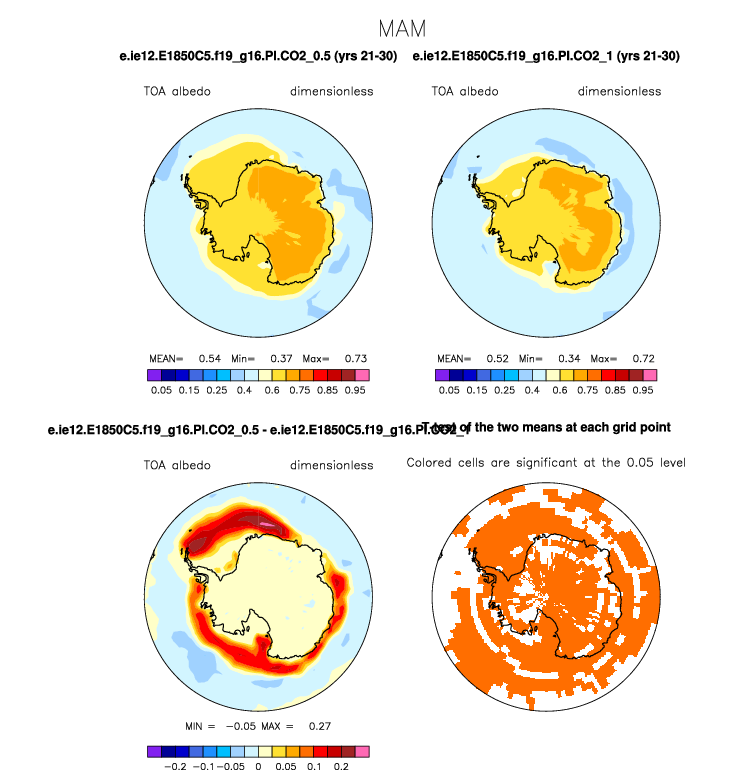 MAM
e.ie12.E1850C5.f19_g16.PI.CO2_0.5 (yrs 21-30) e.ie12.E1850C5.f19_g16.PI.CO2_1 (yrs 21-30)
TOA albedo dimensionless TOA albedo dimensionless
MEAN= 0.54 Min= 0.37 Max= 0.73 MEAN= 0.52 Min= 0.34 Max= 0.72
0.05 0.15 0.25 0.4 0.6 0.75 0.85 0.95 0.05 0.15 0.25 0.4 0.6 0.75 0.85 0.95
e.ie12.E1850C5.f19_g16.PI.CO2_0.5 - e.ie12.E1850C5.f19_g16.PI.CO2_1 T-test of the two means at each grid point
TOA albedo dimensionless Colored cells are significant at the 0.05 level
MIN = -0.05 MAX = 0.27
-0.2 -0.1 -0.05 0 0.05 0.1 0.2